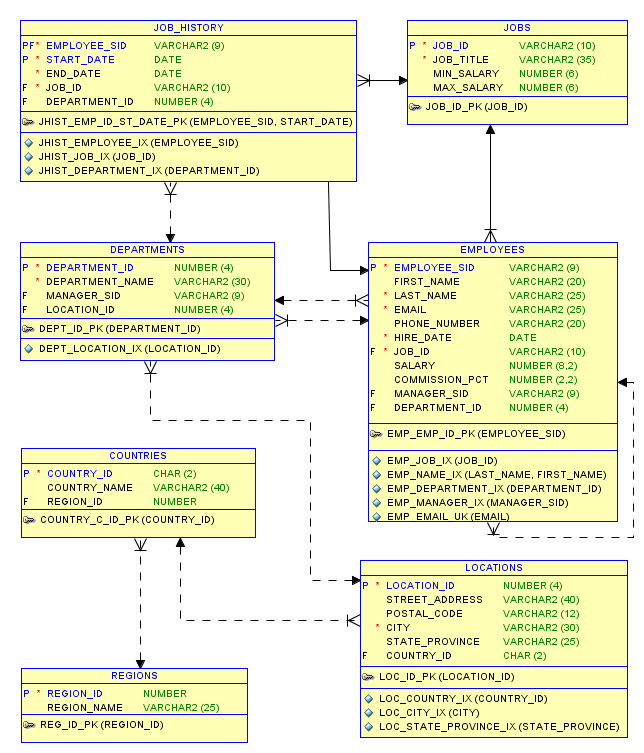 JOB_HISTORY
PF* EMPLOYEE_SID VARCHAR2 (9)
P * START_DATE DATE
* END_DATE DATE
F * JOB_ID VARCHAR2 (10)
F DEPARTMENT_ID NUMBER (4)
JHIST_EMP_ID_ST_DATE_PK (EMPLOYEE_SID, START_DATE)
JHIST_EMPLOYEE_IX (EMPLOYEE_SID)
JHIST_JOB_IX (JOB_ID)
JHIST_DEPARTMENT_IX (DEPARTMENT_ID)
JOBS
P * JOB_ID VARCHAR2 (10)
* JOB_TITLE VARCHAR2 (35)
MIN_SALARY NUMBER (6)
MAX_SALARY NUMBER (6)
JOB_ID_PK (JOB_ID)
DEPARTMENTS
P * DEPARTMENT_ID NUMBER (4)
* DEPARTMENT_NAME VARCHAR2 (30)
F MANAGER_SID VARCHAR2 (9)
F LOCATION_ID NUMBER (4)
DEPT_ID_PK (DEPARTMENT_ID)
DEPT_LOCATION_IX (LOCATION_ID)
EMPLOYEES
P * EMPLOYEE_SID VARCHAR2 (9)
FIRST_NAME VARCHAR2 (20)
* LAST_NAME VARCHAR2 (25)
* EMAIL VARCHAR2 (25)
PHONE_NUMBER VARCHAR2 (20)
* HIRE_DATE DATE
F * JOB_ID VARCHAR2 (10)
SALARY NUMBER (8,2)
COMMISSION_PCT NUMBER (2,2)
F MANAGER_SID VARCHAR2 (9)
F DEPARTMENT_ID NUMBER (4)
EMP_EMP_ID_PK (EMPLOYEE_SID)
EMP_JOB_IX (JOB_ID)
EMP_NAME_IX (LAST_NAME, FIRST_NAME)
EMP_DEPARTMENT_IX (DEPARTMENT_ID)
EMP_MANAGER_IX (MANAGER_SID)
EMP_EMAIL_UK (EMAIL)
COUNTRIES
P * COUNTRY_ID CHAR (2)
COUNTRY_NAME VARCHAR2 (40)
F REGION_ID NUMBER
COUNTRY_C_ID_PK (COUNTRY_ID)
LOCATIONS
P * LOCATION_ID NUMBER (4)
STREET_ADDRESS VARCHAR2 (40)
POSTAL_CODE VARCHAR2 (12)
* CITY VARCHAR2 (30)
STATE_PROVINCE VARCHAR2 (25)
F COUNTRY_ID CHAR (2)
LOC_ID_PK (LOCATION_ID)
LOC_COUNTRY_IX (COUNTRY_ID)
LOC_CITY_IX (CITY)
LOC_STATE_PROVINCE_IX (STATE_PROVINCE)
REGIONS
P * REGION_ID NUMBER
REGION_NAME VARCHAR2 (25)
REG_ID_PK (REGION_ID)